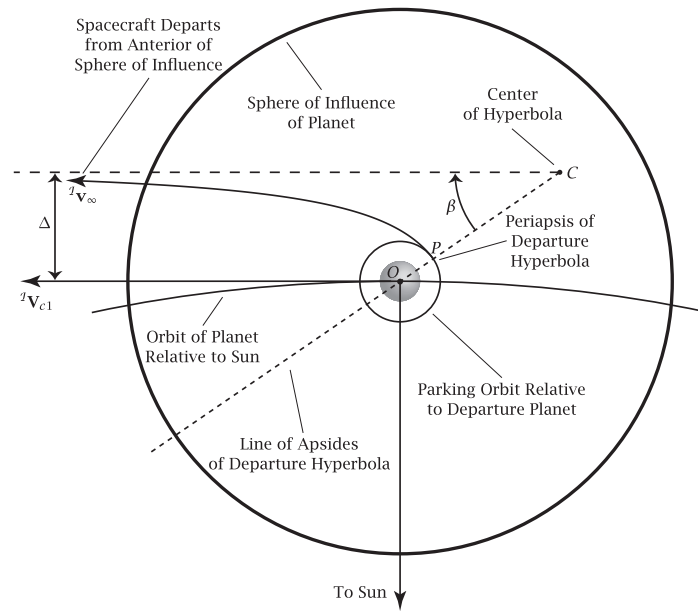 Spacecraft Departs
from Anterior of
Sphere of Influence
Sphere of Influence
of Planet
Center
of Hyperbola
C
ᴵv∞
Δ
β
P
Periapsis of
Departure
Hyperbola
O
ᴵV_c1
Orbit of Planet
Relative to Sun
Parking Orbit Relative
to Departure Planet
Line of Apsides
of Departure Hyperbola
To Sun